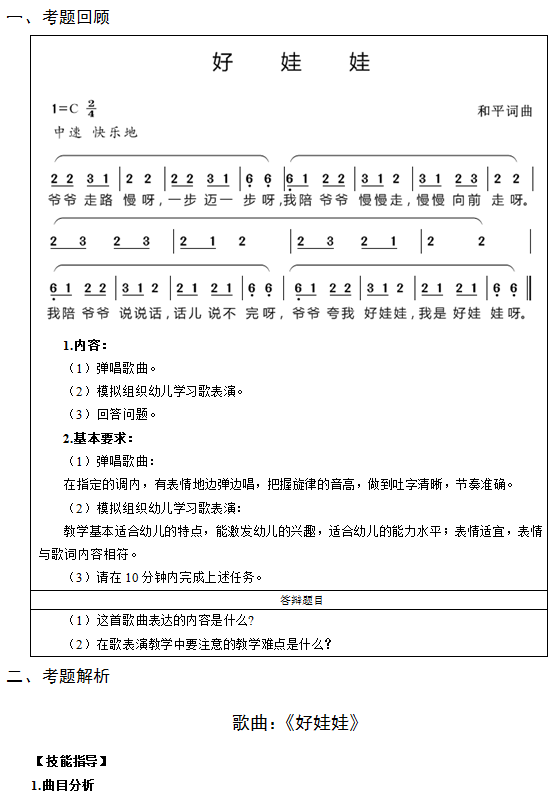 一、考题回顾
好 娃 娃
1=C 2/4
和平词曲
中速 快乐地
2 2 3 1 | 2 2 | 2 2 3 1 | 6 6 | 6 1 2 2 | 3 1 2 | 3 1 2 3 | 2 2 |
爷爷 走路 慢呀,一步 迈一 步呀,我陪 爷爷 慢慢走,慢慢 向前 走呀。
2 3 2 3 | 2 1 2 | 2 3 2 1 | 2 2 |
6 1 2 2 | 3 1 2 | 2 1 2 1 | 6 6 | 6 1 2 2 | 3 1 2 | 2 1 2 1 | 6 6 ‖
我陪 爷爷 说说话,话儿 说不 完呀,爷爷 夸我 好娃娃,我是 好娃 娃呀。
1.内容：
（1）弹唱歌曲。
（2）模拟组织幼儿学习歌表演。
（3）回答问题。
2.基本要求：
（1）弹唱歌曲：
在指定的调内，有表情地边弹边唱，把握旋律的音高，做到吐字清晰，节奏准确。
（2）模拟组织幼儿学习歌表演：
教学基本适合幼儿的特点，能激发幼儿的兴趣，适合幼儿的能力水平；表情适宜，表情
与歌词内容相符。
（3）请在 10 分钟内完成上述任务。
答辩题目
（1）这首歌曲表达的内容是什么?
（2）在歌表演教学中要注意的教学难点是什么？
二、考题解析
歌曲：《好娃娃》
【技能指导】
1.曲目分析